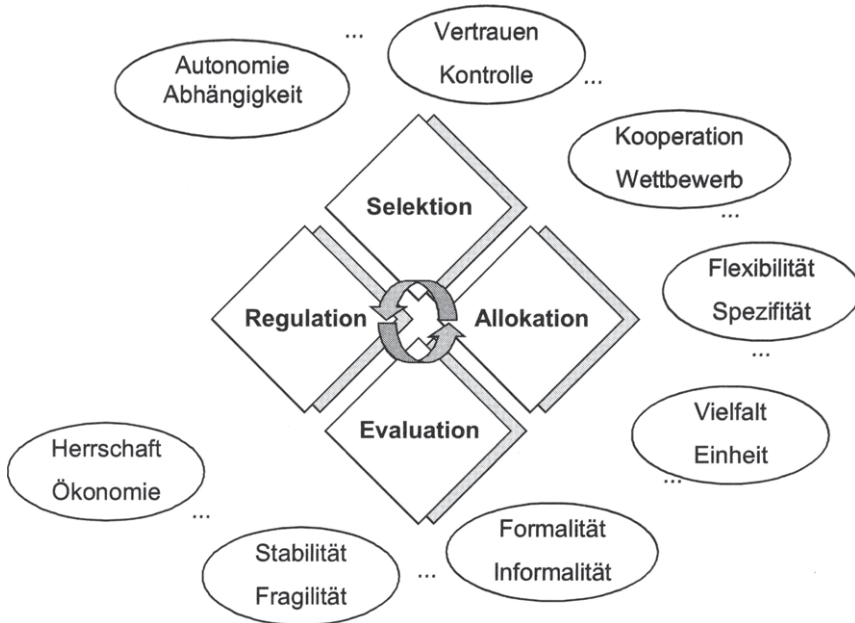 ...
Vertrauen
Kontrolle
...
Autonomie
Abhängigkeit
Kooperation
Wettbewerb
...
Selektion
Flexibilität
Spezifität
...
Regulation
Allokation
Vielfalt
Einheit
...
Evaluation
Herrschaft
Ökonomie
...
Formalität
Informalität
...
Stabilität
Fragilität